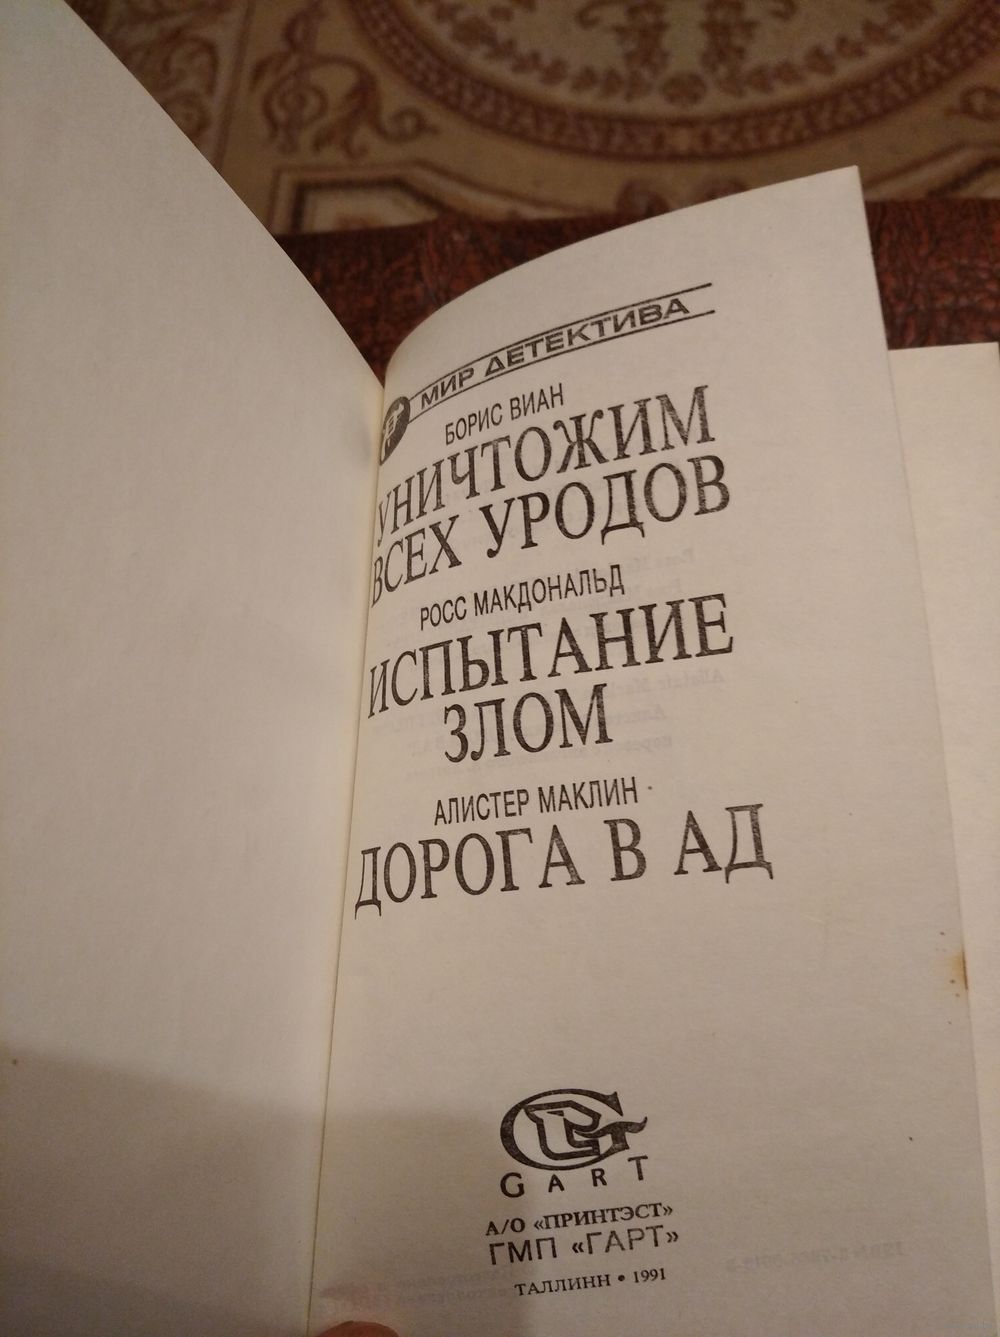 МИР ДЕТЕКТИВА
БОРИС ВИАН
УНИЧТОЖИМ
ВСЕХ УРОДОВ
РОСС МАКДОНАЛЬД
ИСПЫТАНИЕ
ЗЛОМ
АЛИСТЕР МАКЛИН
ДОРОГА В АД
GART
А/О «ПРИНТЭСТ»
ГМП «ГАРТ»
ТАЛЛИНН • 1991